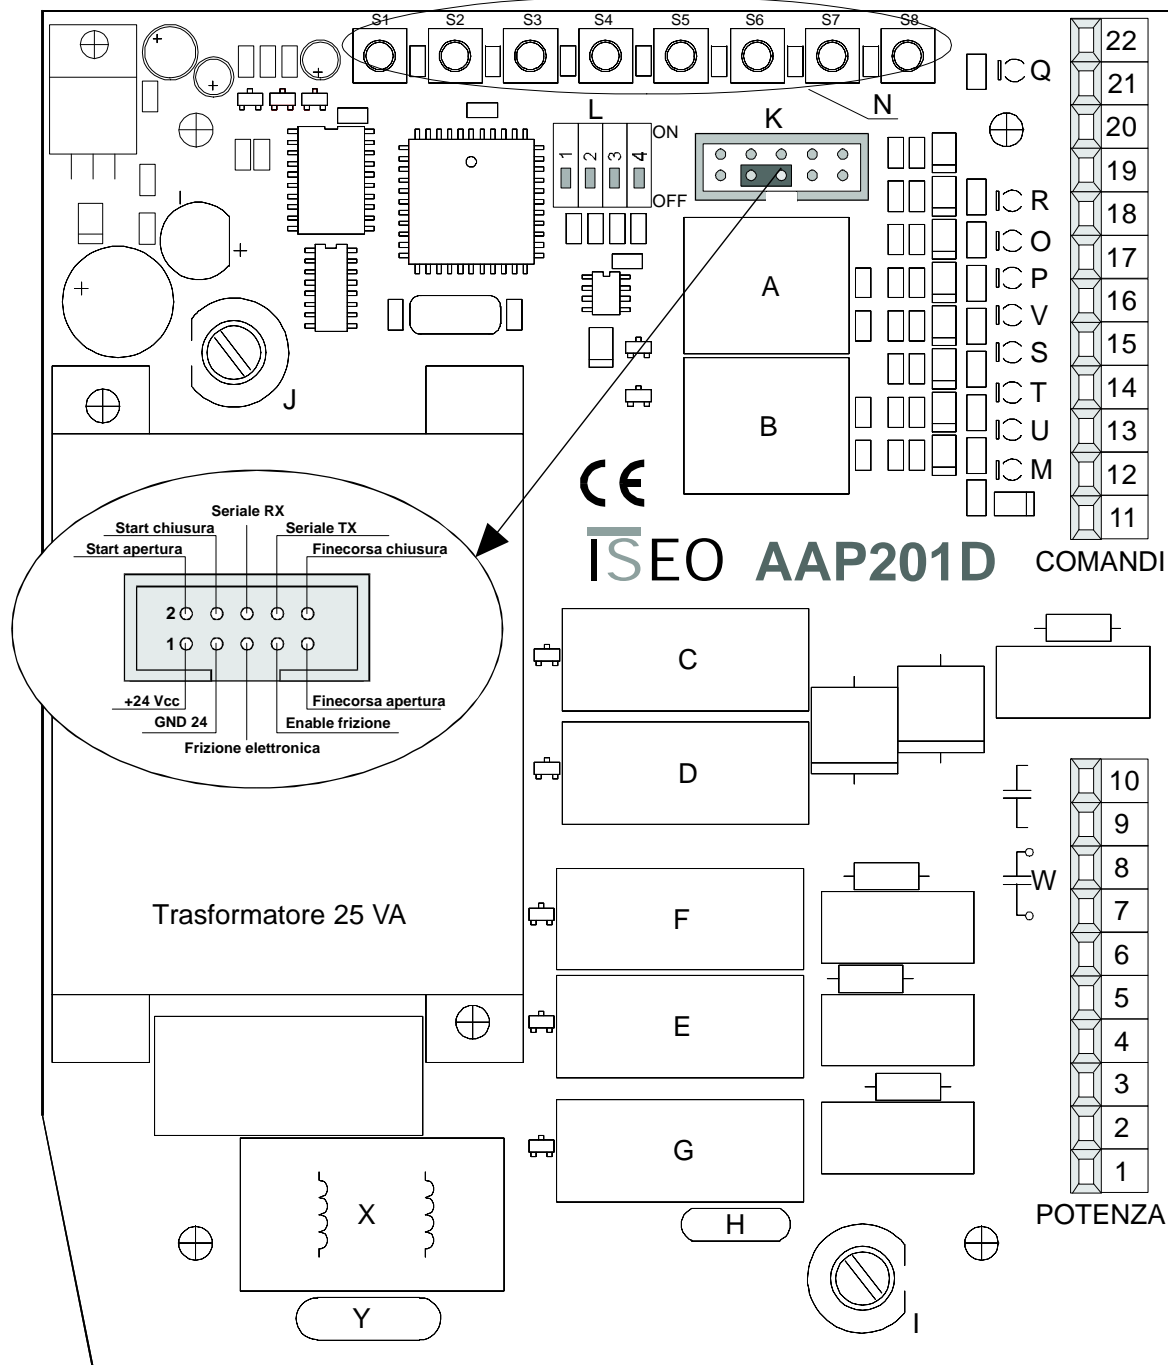 S1 S2 S3 S4 S5 S6 S7 S8
N
Q
L
K
ON
1 2 3 4
OFF
22
21
20
19
18
17
16
15
14
13
12
11
COMANDI
R
O
P
V
S
T
U
M
A
B
J
+
+
CE
ISEO AAP201D
Seriale RX
Start chiusura
Seriale TX
Start apertura
Finecorsa chiusura
2
1
+24 Vcc
Finecorsa apertura
GND 24
Enable frizione
Frizione elettronica
Trasformatore 25 VA
C
D
F
E
G
H
I
X
Y
W
10
9
8
7
6
5
4
3
2
1
POTENZA